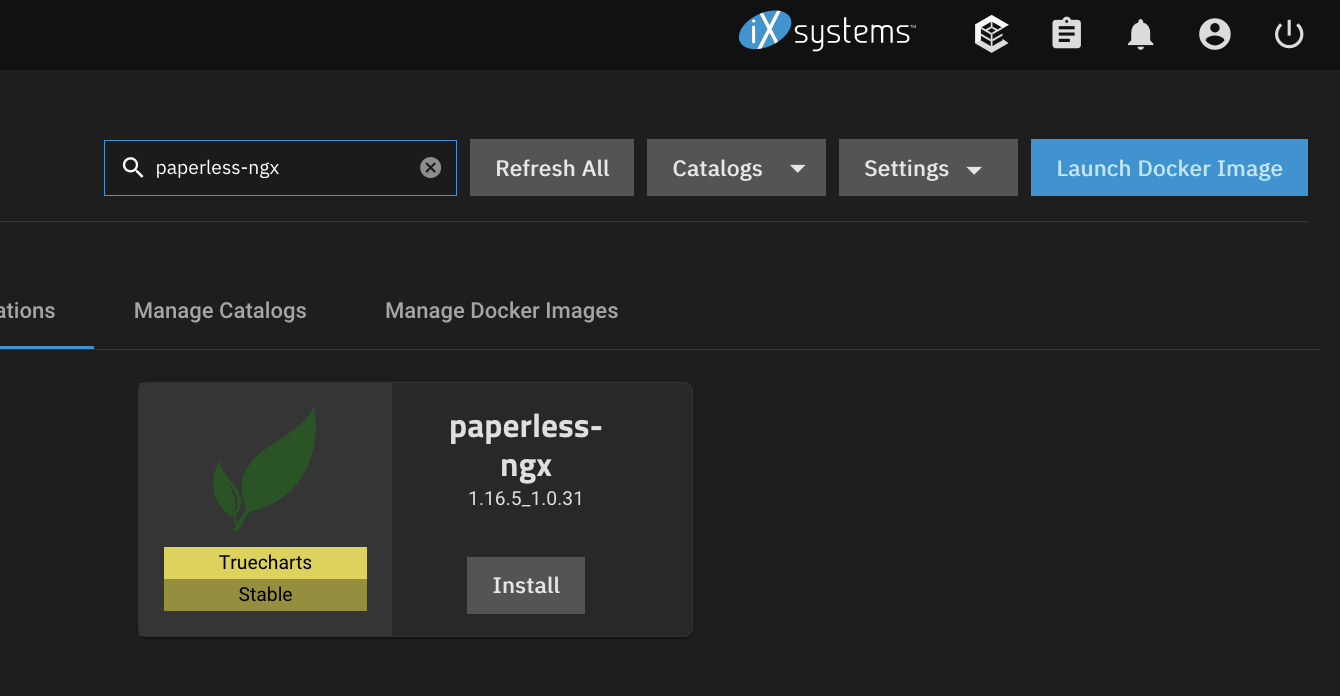 iX systems™
paperless-ngx
Refresh All
Catalogs
Settings
Launch Docker Image
ations
Manage Catalogs
Manage Docker Images
paperless-
ngx
1.16.5_1.0.31
Truecharts
Stable
Install